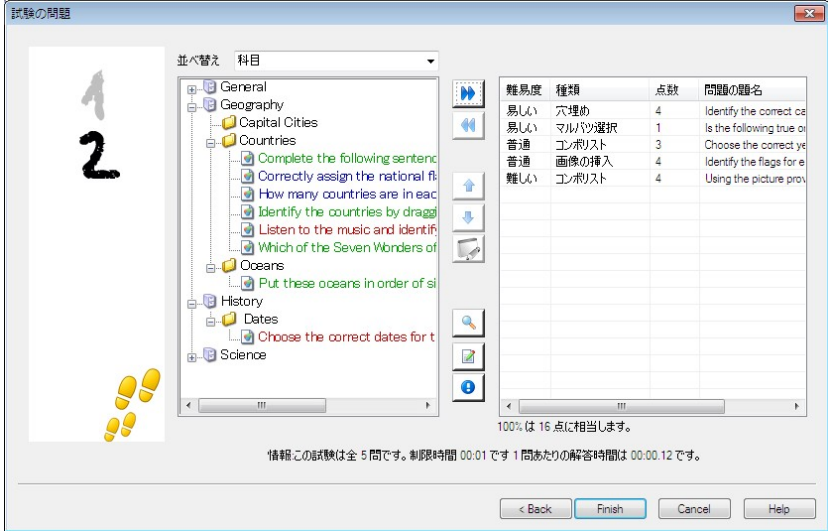 試験の問題
1
2
並べ替え 科目
General
Geography
Capital Cities
Countries
Complete the following sentenc
Correctly assign the national fl
How many countries are in eac
Identify the countries by draggi
Listen to the music and identify
Which of the Seven Wonders of
Oceans
Put these oceans in order of si
History
Dates
Choose the correct dates for t
Science
難易度 種類 点数 問題の題名
易しい 穴埋め 4 Identify the correct ca
易しい マルバツ選択 1 Is the following true or
普通 コンボリスト 3 Choose the correct ye
普通 画像の挿入 4 Identify the flags for e
難しい コンボリスト 4 Using the picture prov
100% は 16 点に相当します。
情報:この試験は全 5 問です。制限時間 00:01 です 1 問あたりの解答時間は 00:00.12 です。
< Back Finish Cancel Help